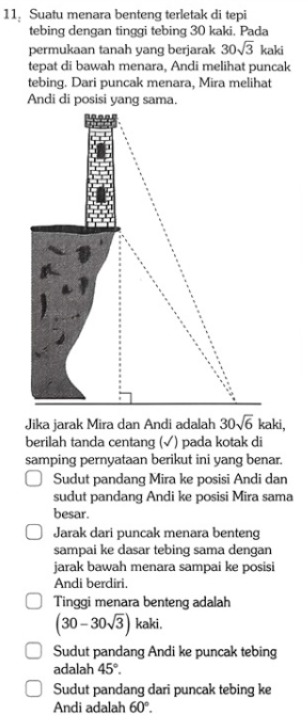 11. Suatu menara benteng terletak di tepi
tebing dengan tinggi tebing 30 kaki. Pada
permukaan tanah yang berjarak 30√3 kaki
tepat di bawah menara, Andi melihat puncak
tebing. Dari puncak menara, Mira melihat
Andi di posisi yang sama.
Jika jarak Mira dan Andi adalah 30√6 kaki,
berilah tanda centang (✓) pada kotak di
samping pernyataan berikut ini yang benar.
Sudut pandang Mira ke posisi Andi dan
sudut pandang Andi ke posisi Mira sama
besar.
Jarak dari puncak menara benteng
sampai ke dasar tebing sama dengan
jarak bawah menara sampai ke posisi
Andi berdiri.
Tinggi menara benteng adalah
(30 – 30√3) kaki.
Sudut pandang Andi ke puncak tebing
adalah 45°.
Sudut pandang dari puncak tebing ke
Andi adalah 60°.